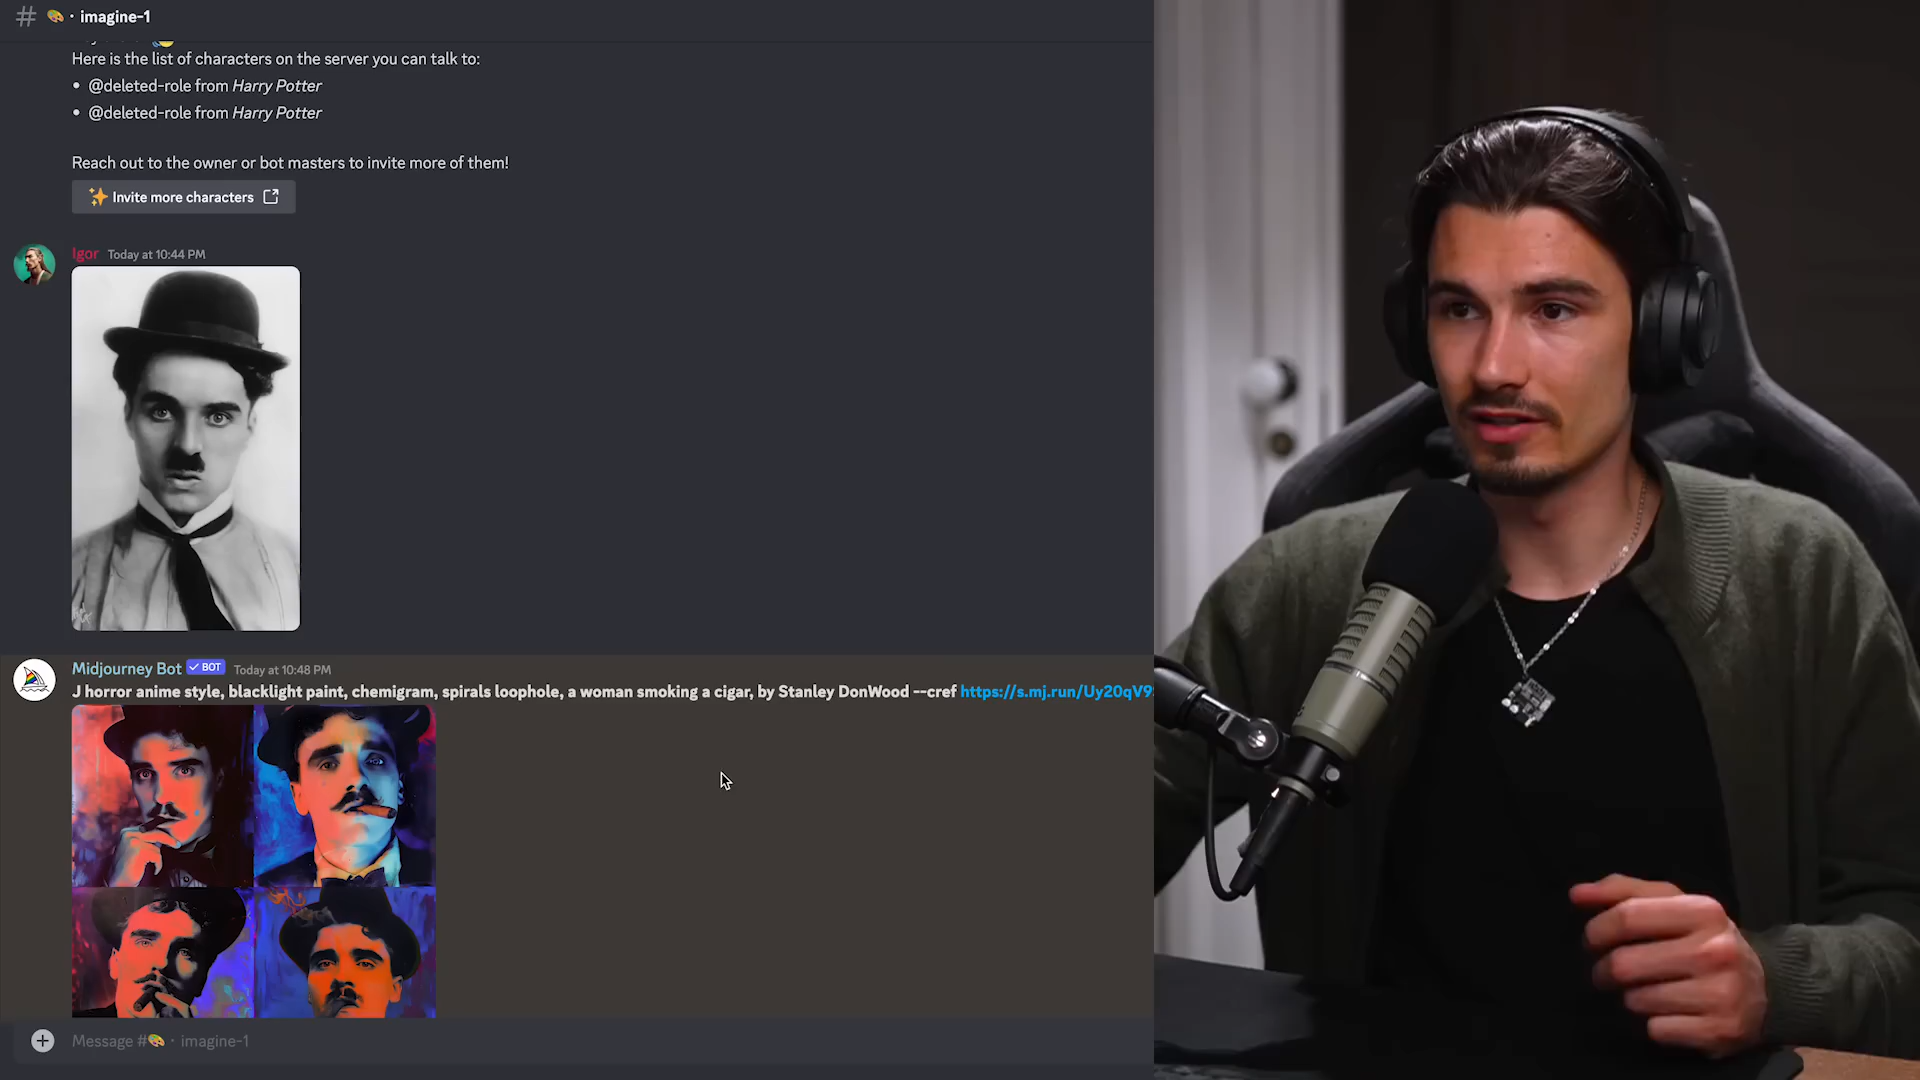 # 🎨 · imagine-1
Here is the list of characters on the server you can talk to:
• @deleted-role from Harry Potter
• @deleted-role from Harry Potter
Reach out to the owner or bot masters to invite more of them!
✨ Invite more characters
Igor Today at 10:44 PM
Midjourney Bot ✓ BOT Today at 10:48 PM
J horror anime style, blacklight paint, chemigram, spirals loophole, a woman smoking a cigar, by Stanley DonWood --cref https://s.mj.run/Uy20qV9
Message #🎨 · imagine-1